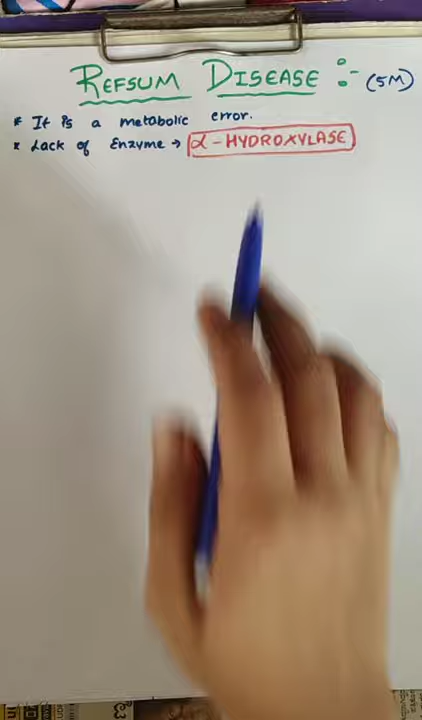 REFSUM DISEASE :- (5M)
* It is a metabolic error.
* Lack of Enzyme → α-HYDROXYLASE